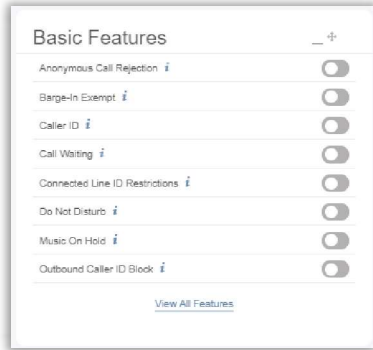 Basic Features
Anonymous Call Rejection i
Barge-In Exempt i
Caller ID i
Call Waiting i
Connected Line ID Restrictions i
Do Not Disturb i
Music On Hold i
Outbound Caller ID Block i
View All Features